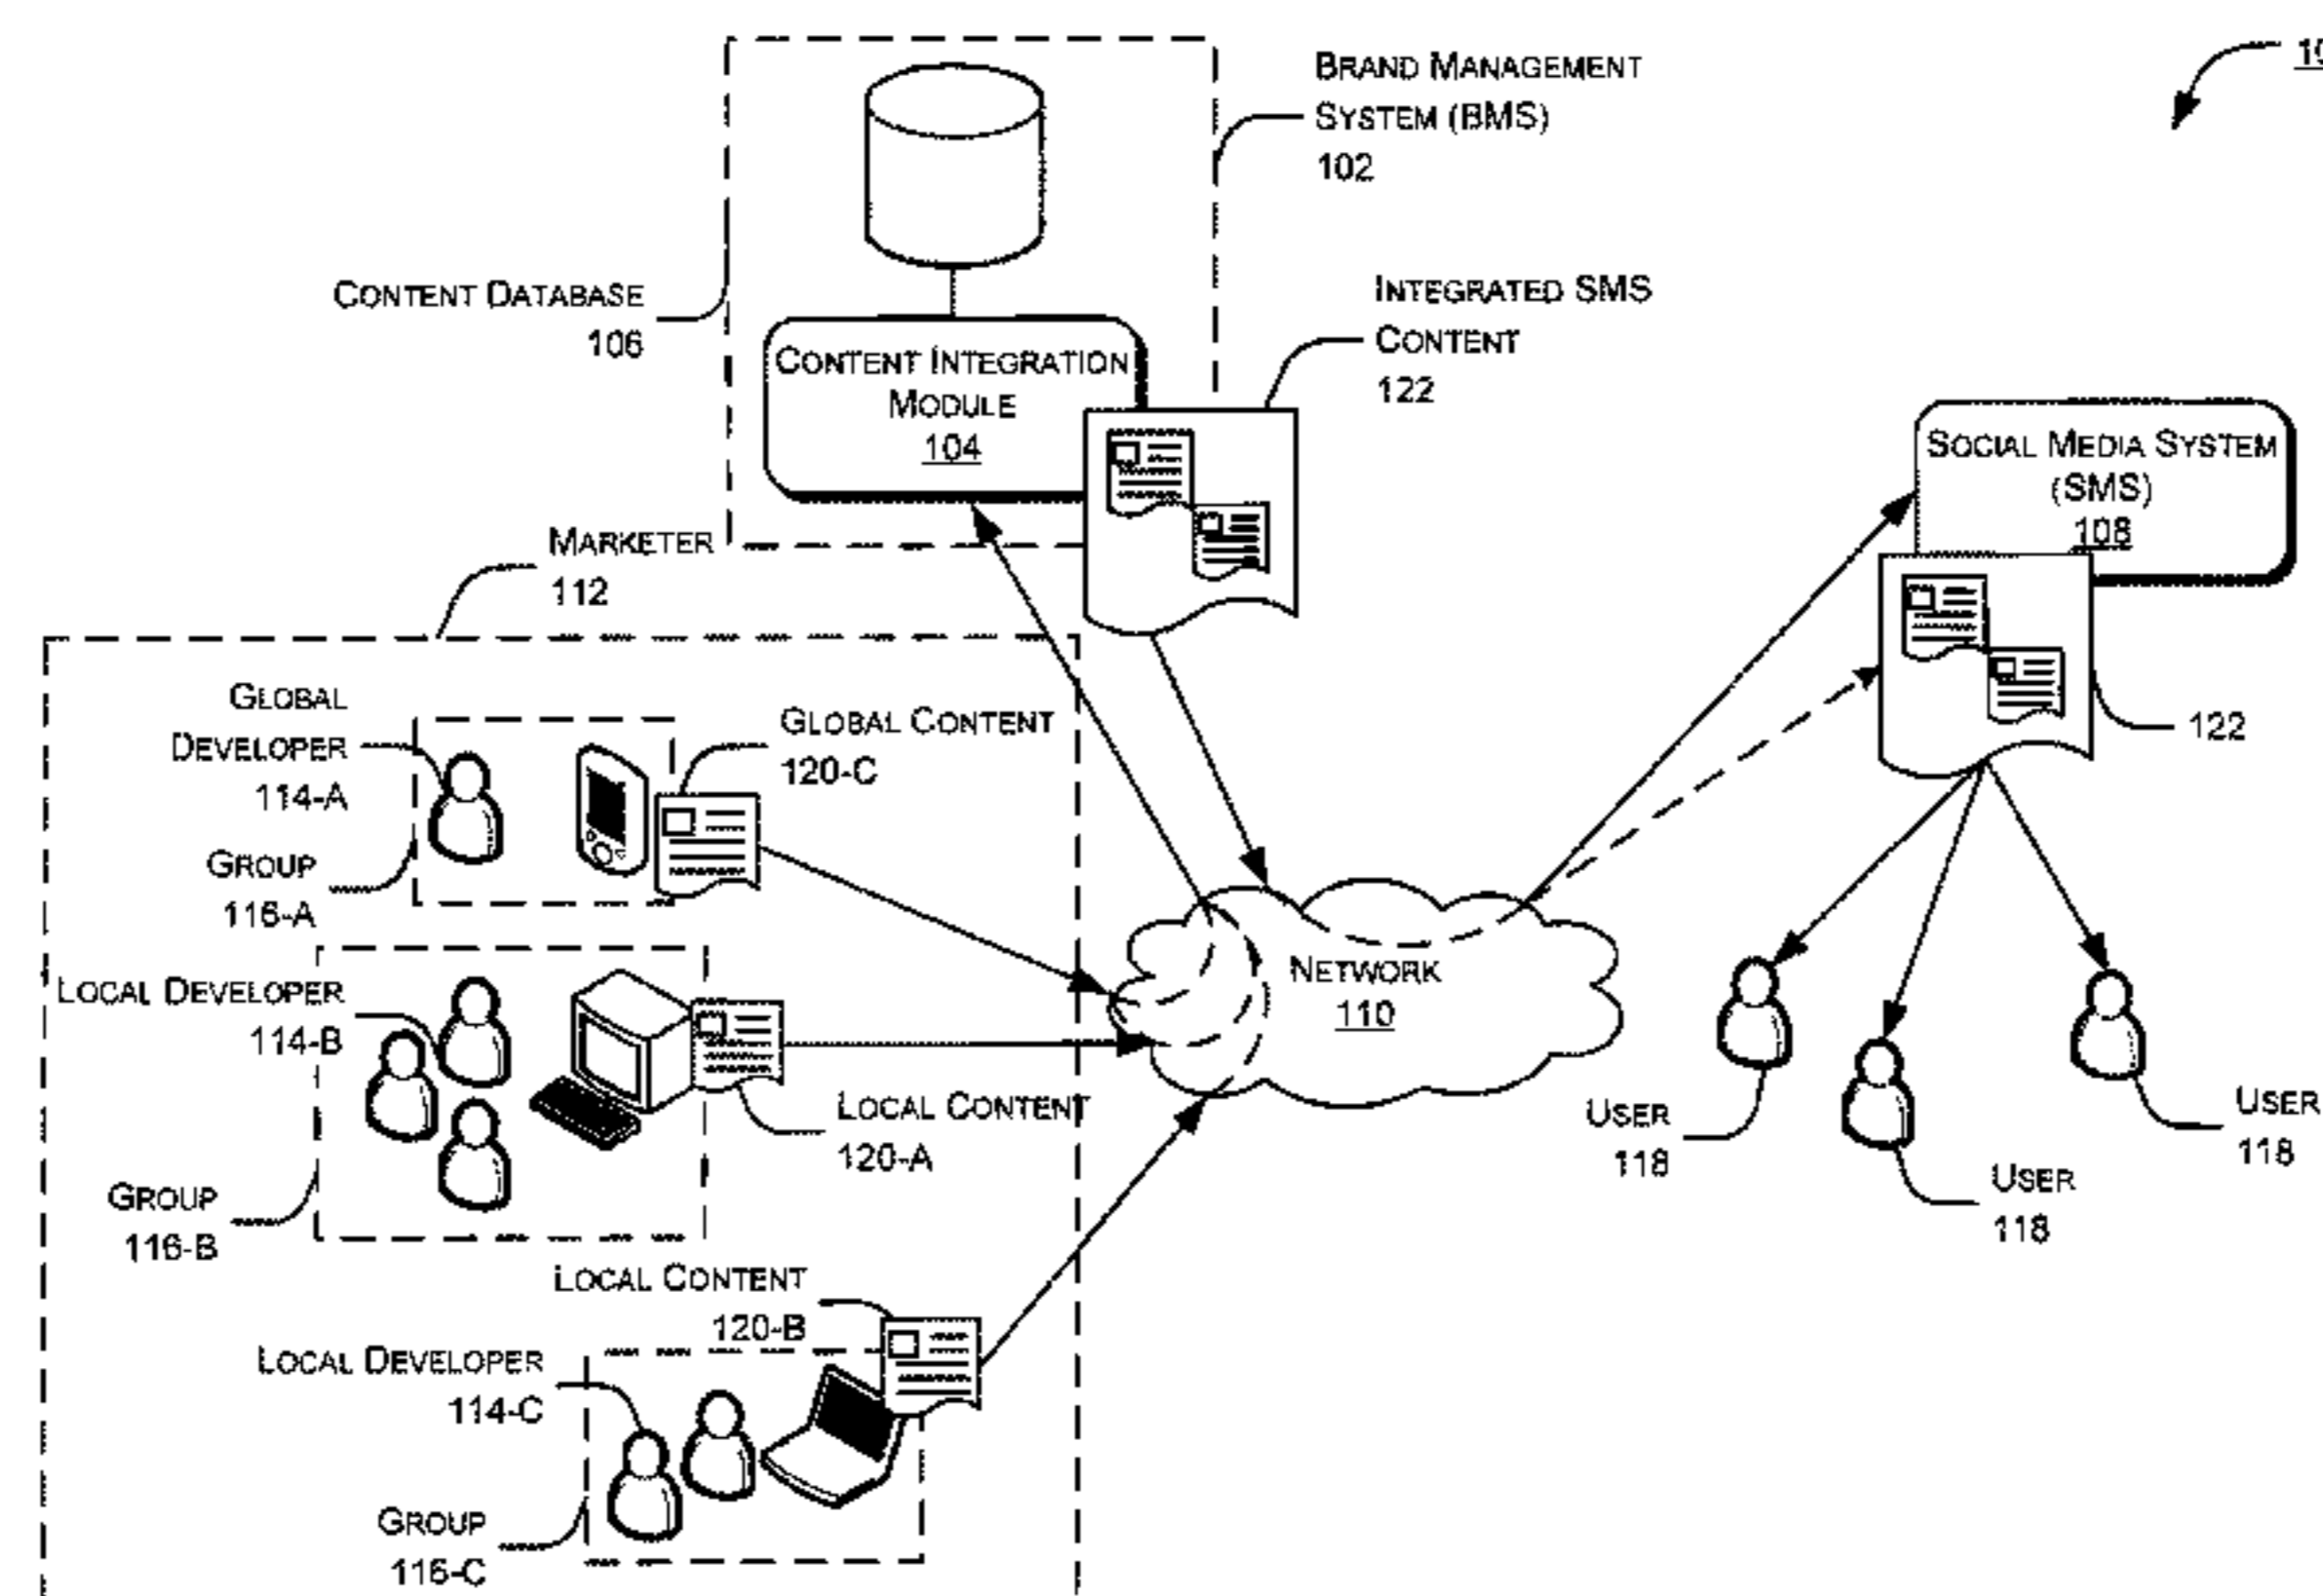 BRAND MANAGEMENT
SYSTEM (BMS)
102
CONTENT DATABASE
106
CONTENT INTEGRATION
MODULE
104
INTEGRATED SMS
CONTENT
122
SOCIAL MEDIA SYSTEM
(SMS)
108
122
MARKETER
112
GLOBAL
DEVELOPER
114-A
GLOBAL CONTENT
120-C
GROUP
116-A
LOCAL DEVELOPER
114-B
LOCAL CONTENT
120-A
GROUP
116-B
LOCAL CONTENT
120-B
LOCAL DEVELOPER
114-C
GROUP
116-C
NETWORK
110
USER
118
USER
118
USER
118